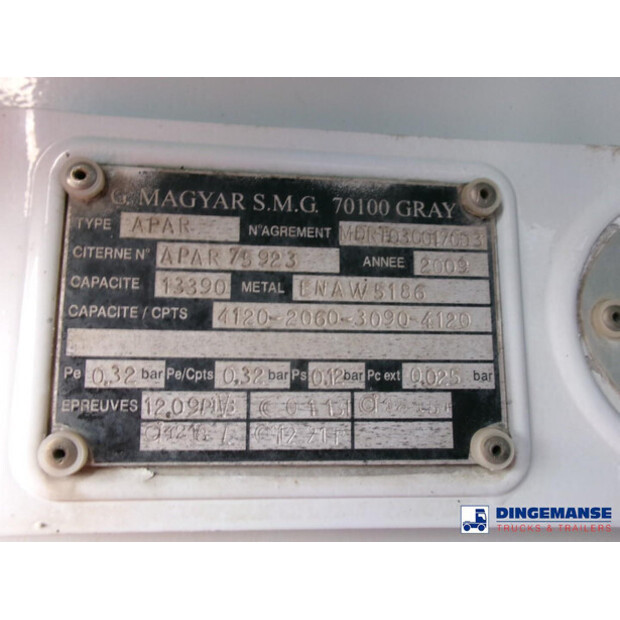 G. MAGYAR S.M.G. 70100 GRAY
TYPE APAR N°AGREMENT
CITERNE N° APAR 75923 ANNEE 2009
CAPACITE 13390 METAL ENAW5186
CAPACITE / CPTS 4120-2060-3090-4120
Pe 0.32 bar Pe/Cpts 0.32 bar Ps 0.12 bar Pc ext 0.025 bar
EPREUVES 12.09
DINGEMANSE
TRUCKS & TRAILERS